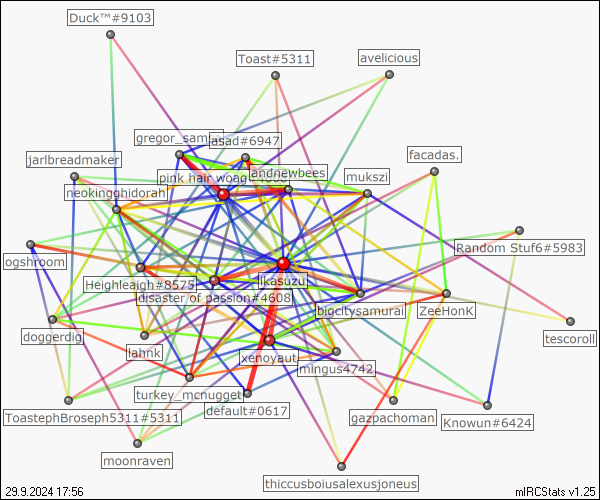 Duck™#9103
Toast#5311
avelicious
gregor_sam
asad#6947
jarlbreadmaker
facadas.
pink hair woa
andnewbees
mukszi
neokingghidorah
Random Stuf6#5983
ogshroom
likasuzu
Heighleaigh#8575
disaster of passion#4608
bigcitysamurai
ZeeHonK
doggerdig
tescoroll
lahnk
xenoyaut
mingus4742
turkey_mcnugget
default#0617
ToastephBroseph5311#5311
gazpachoman
Knowun#6424
moonraven
thiccusboiusalexusjoneus
29.9.2024 17:56
mIRCStats v1.25